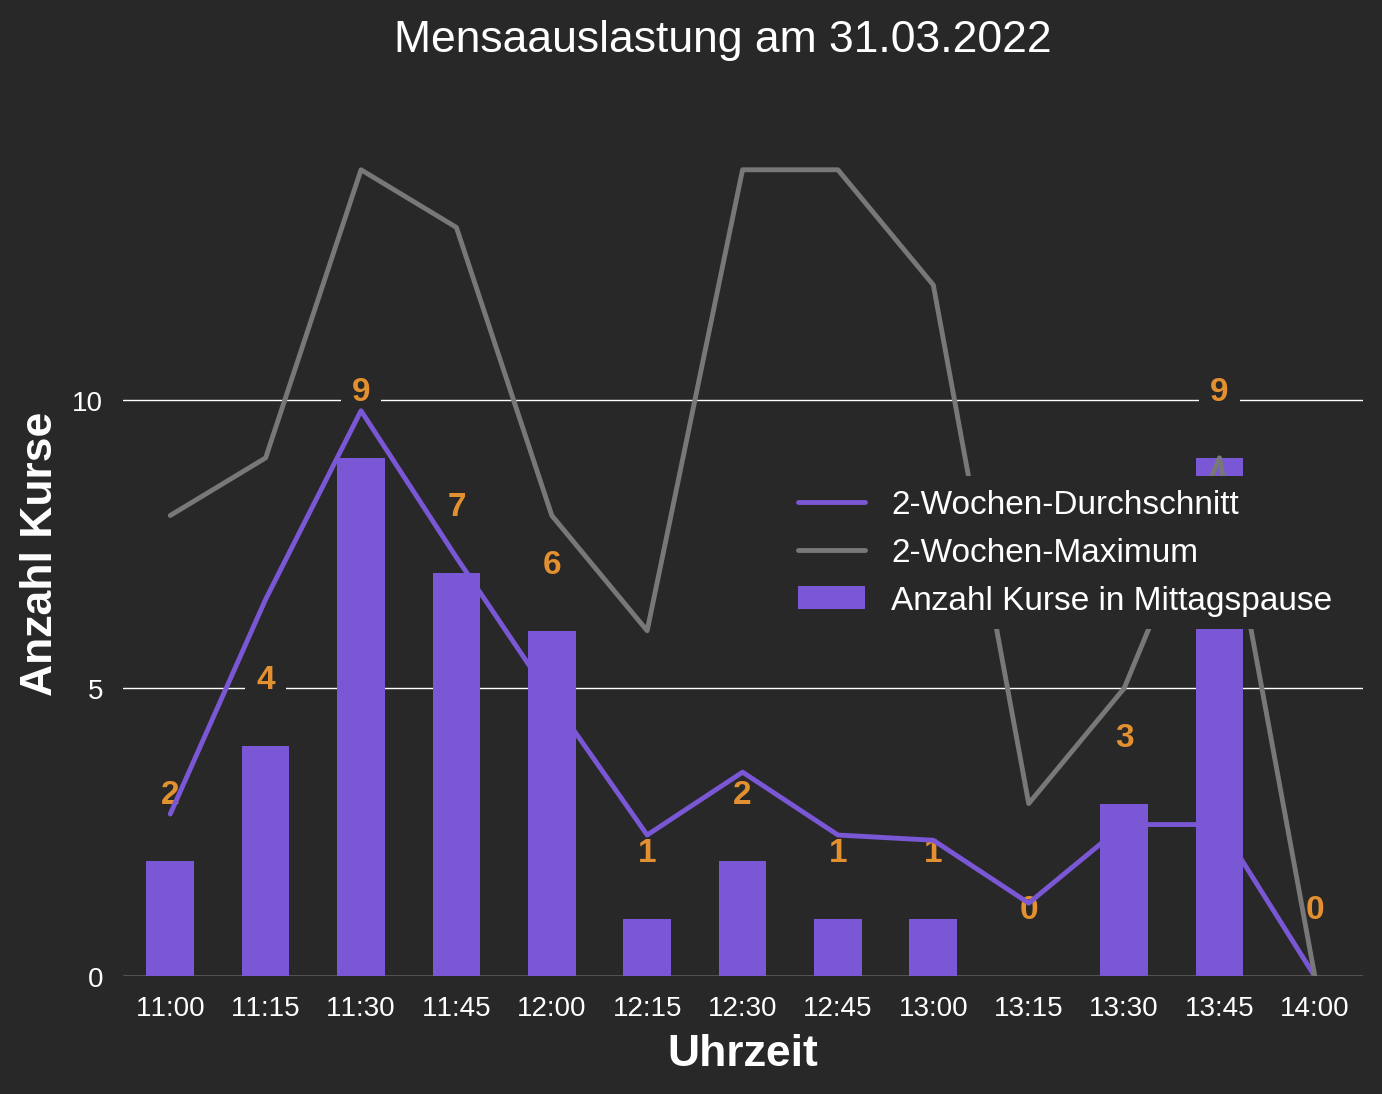 Mensaauslastung am 31.03.2022
Anzahl Kurse
10
5
0
2
4
9
7
6
1
2
1
1
0
3
9
0
2-Wochen-Durchschnitt
2-Wochen-Maximum
Anzahl Kurse in Mittagspause
11:00 11:15 11:30 11:45 12:00 12:15 12:30 12:45 13:00 13:15 13:30 13:45 14:00
Uhrzeit